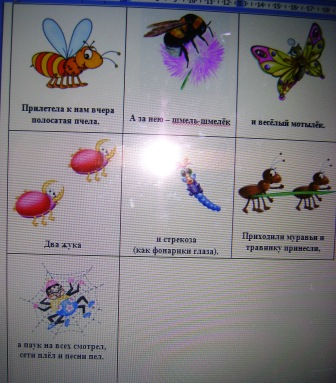 Прилетела к нам вчера
полосатая пчела.
А за нею – шмель-шмелёк
и весёлый мотылёк.
Два жука
и стрекоза
(как фонарики глаза).
Приходили муравьи и
травинку принесли.
а паук на всех смотрел,
сети плёл и песни пел.